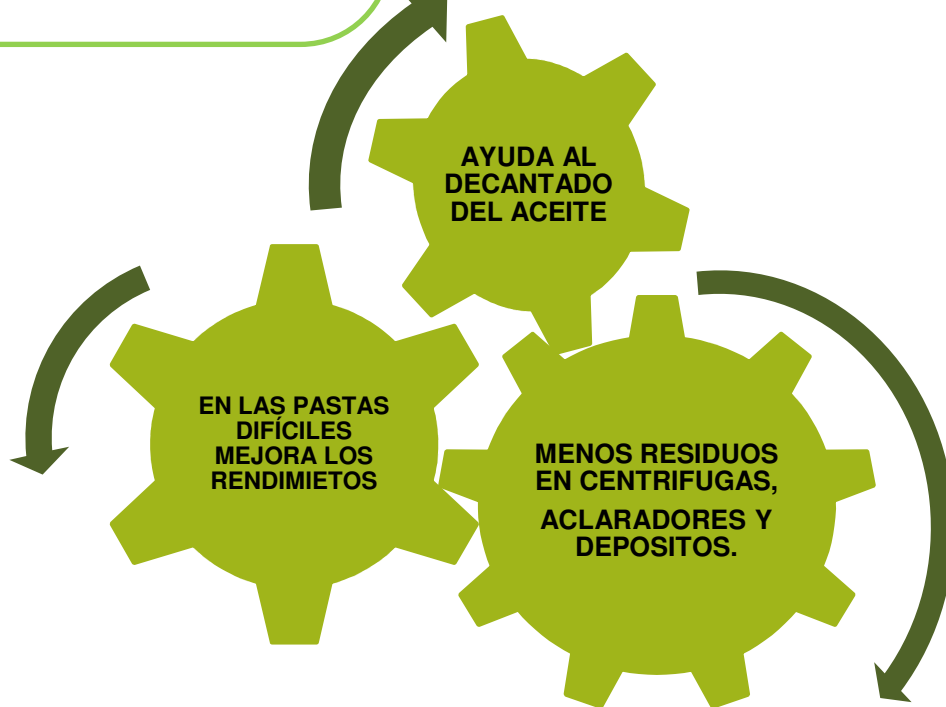 AYUDA AL
DECANTADO
DEL ACEITE
EN LAS PASTAS
DIFÍCILES
MEJORA LOS
RENDIMIETOS
MENOS RESIDUOS
EN CENTRIFUGAS,
ACLARADORES Y
DEPOSITOS.